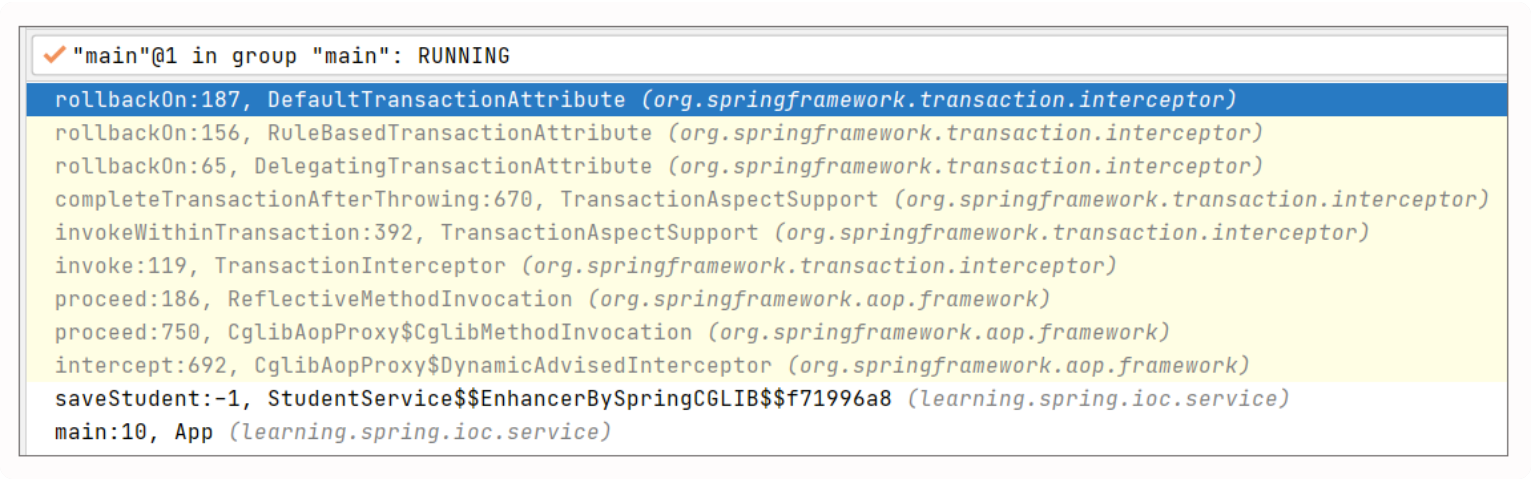 "main"@1 in group "main": RUNNING
rollbackOn:187, DefaultTransactionAttribute (org.springframework.transaction.interceptor)
rollbackOn:156, RuleBasedTransactionAttribute (org.springframework.transaction.interceptor)
rollbackOn:65, DelegatingTransactionAttribute (org.springframework.transaction.interceptor)
completeTransactionAfterThrowing:670, TransactionAspectSupport (org.springframework.transaction.interceptor)
invokeWithinTransaction:392, TransactionAspectSupport (org.springframework.transaction.interceptor)
invoke:119, TransactionInterceptor (org.springframework.transaction.interceptor)
proceed:186, ReflectiveMethodInvocation (org.springframework.aop.framework)
proceed:750, CglibAopProxy$CglibMethodInvocation (org.springframework.aop.framework)
intercept:692, CglibAopProxy$DynamicAdvisedInterceptor (org.springframework.aop.framework)
saveStudent:-1, StudentService$$EnhancerBySpringCGLIB$$f71996a8 (learning.spring.ioc.service)
main:10, App (learning.spring.ioc.service)